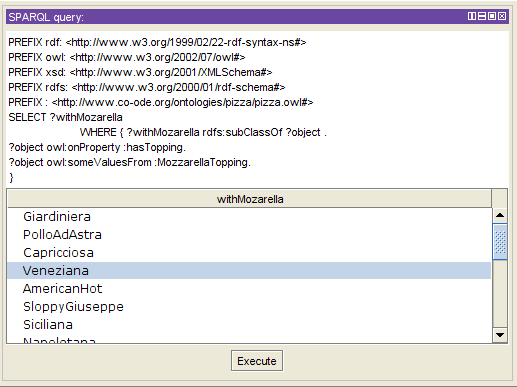 SPARQL query:
PREFIX rdf: <http://www.w3.org/1999/02/22-rdf-syntax-ns#>
PREFIX owl: <http://www.w3.org/2002/07/owl#>
PREFIX xsd: <http://www.w3.org/2001/XMLSchema#>
PREFIX rdfs: <http://www.w3.org/2000/01/rdf-schema#>
PREFIX : <http://www.co-ode.org/ontologies/pizza/pizza.owl#>
SELECT ?withMozarella
WHERE { ?withMozarella rdfs:subClassOf ?object .
?object owl:onProperty :hasTopping.
?object owl:someValuesFrom :MozzarellaTopping.
}
withMozarella
Giardiniera
PolloAdAstra
Capricciosa
Veneziana
AmericanHot
SloppyGiuseppe
Siciliana
Napoletana
Execute